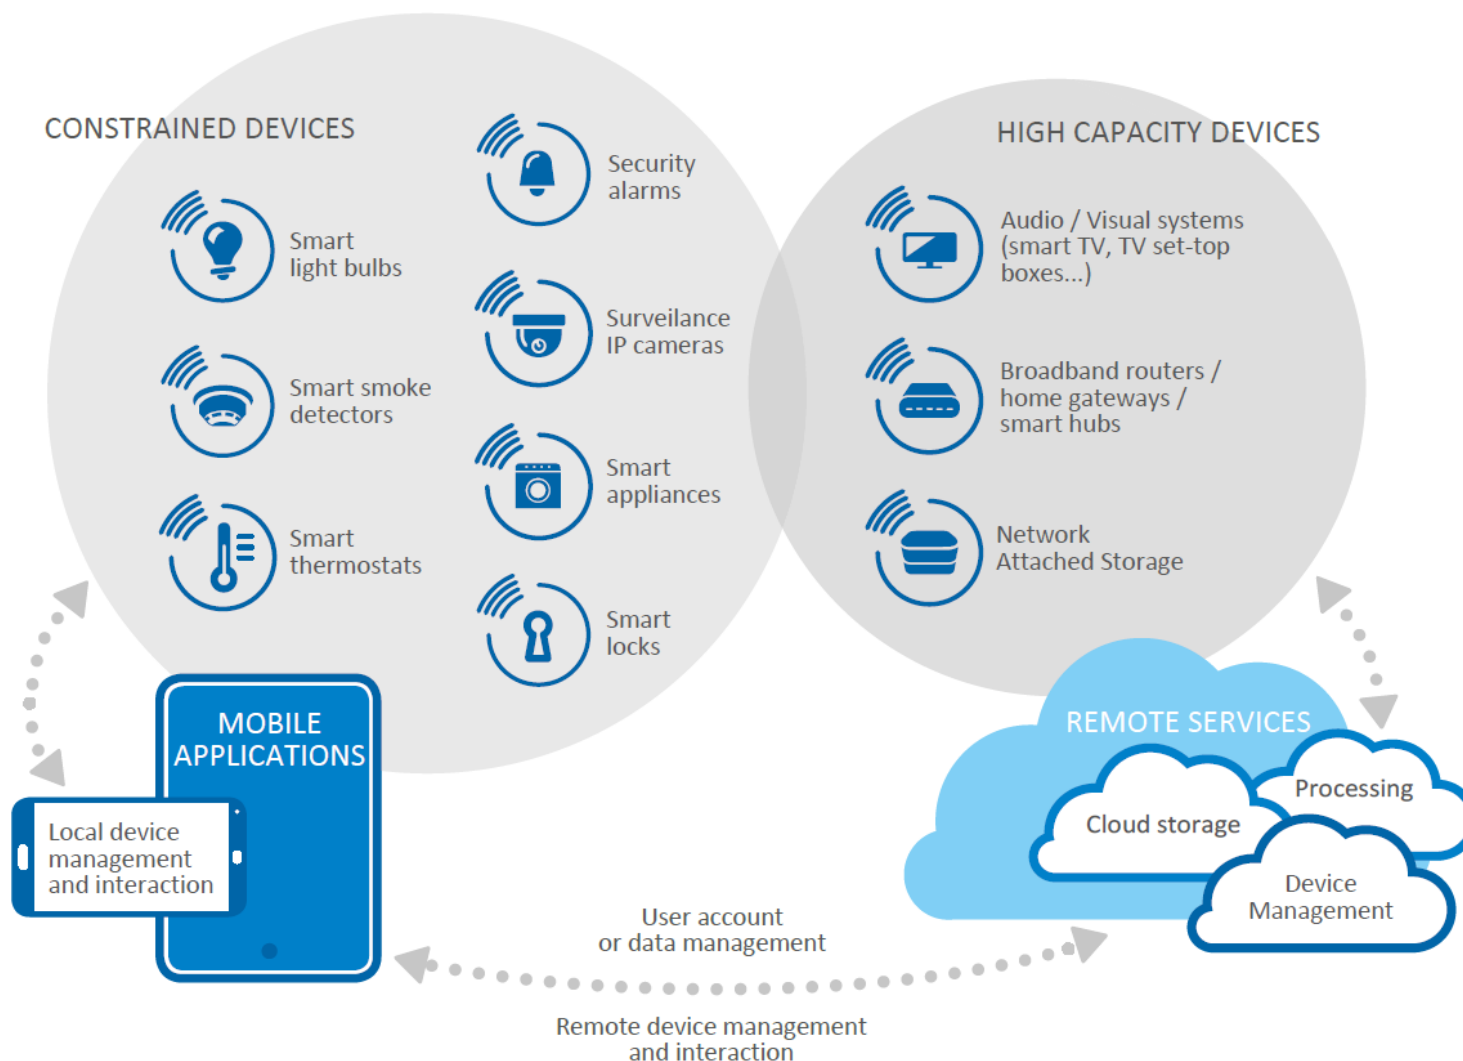 CONSTRAINED DEVICES
Smart
light bulbs
Smart smoke
detectors
Smart
thermostats
Security
alarms
Surveilance
IP cameras
Smart
appliances
Smart
locks
HIGH CAPACITY DEVICES
Audio / Visual systems
(smart TV, TV set-top
boxes...)
Broadband routers /
home gateways /
smart hubs
Network
Attached Storage
MOBILE
APPLICATIONS
Local device
management
and interaction
REMOTE SERVICES
Cloud storage
Processing
Device
Management
User account
or data management
Remote device management
and interaction